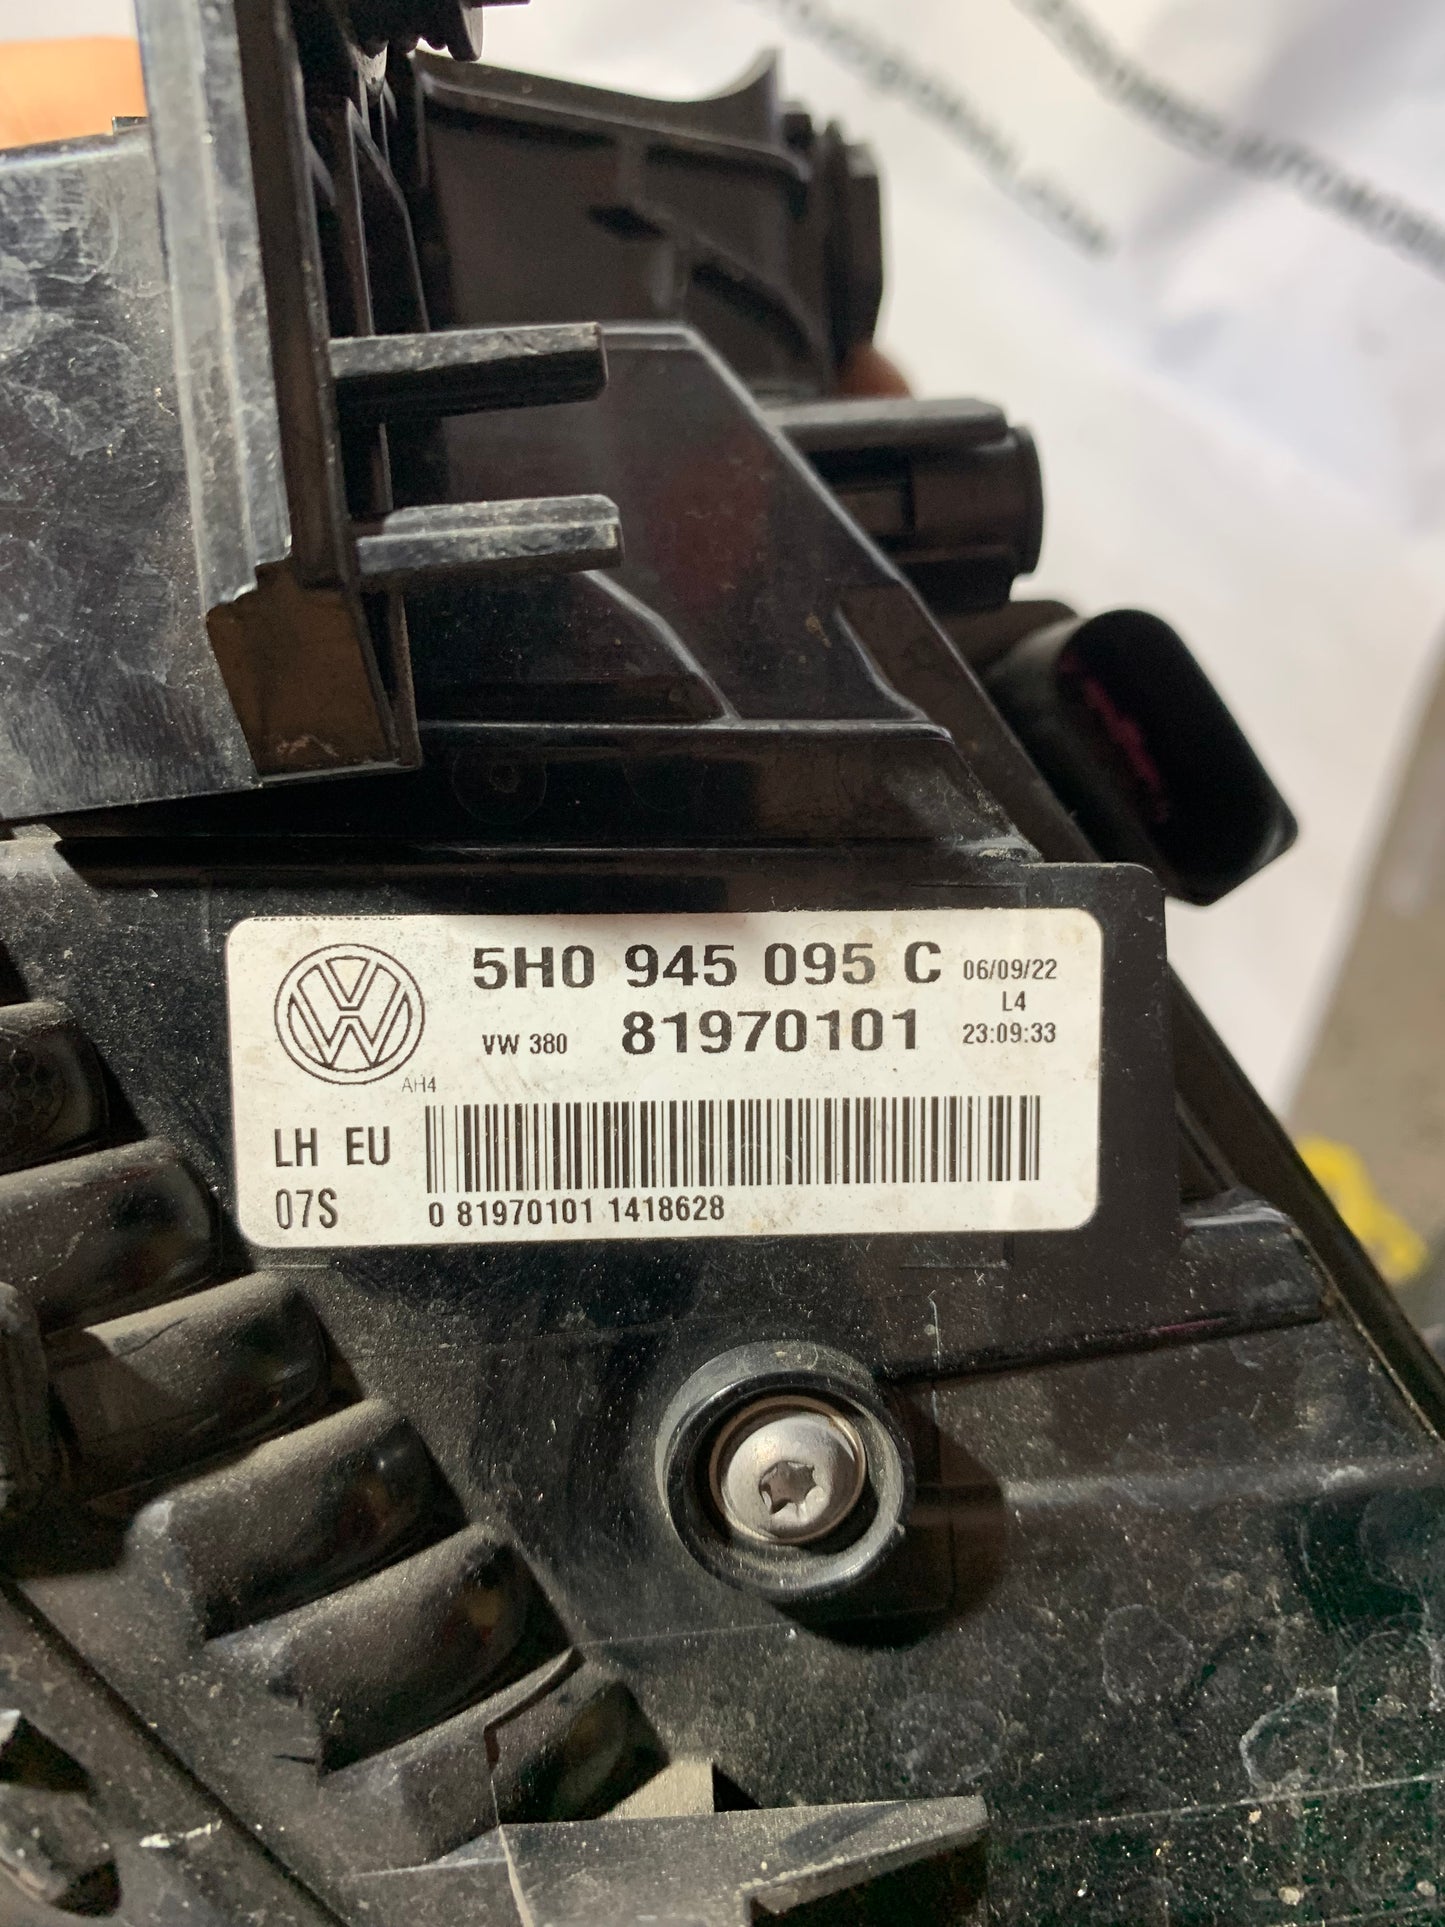 5H0 945 095 C 06/09/22
L4
VW 380 81970101 23:09:33
AH4
LH EU
07S
0 81970101 1418628